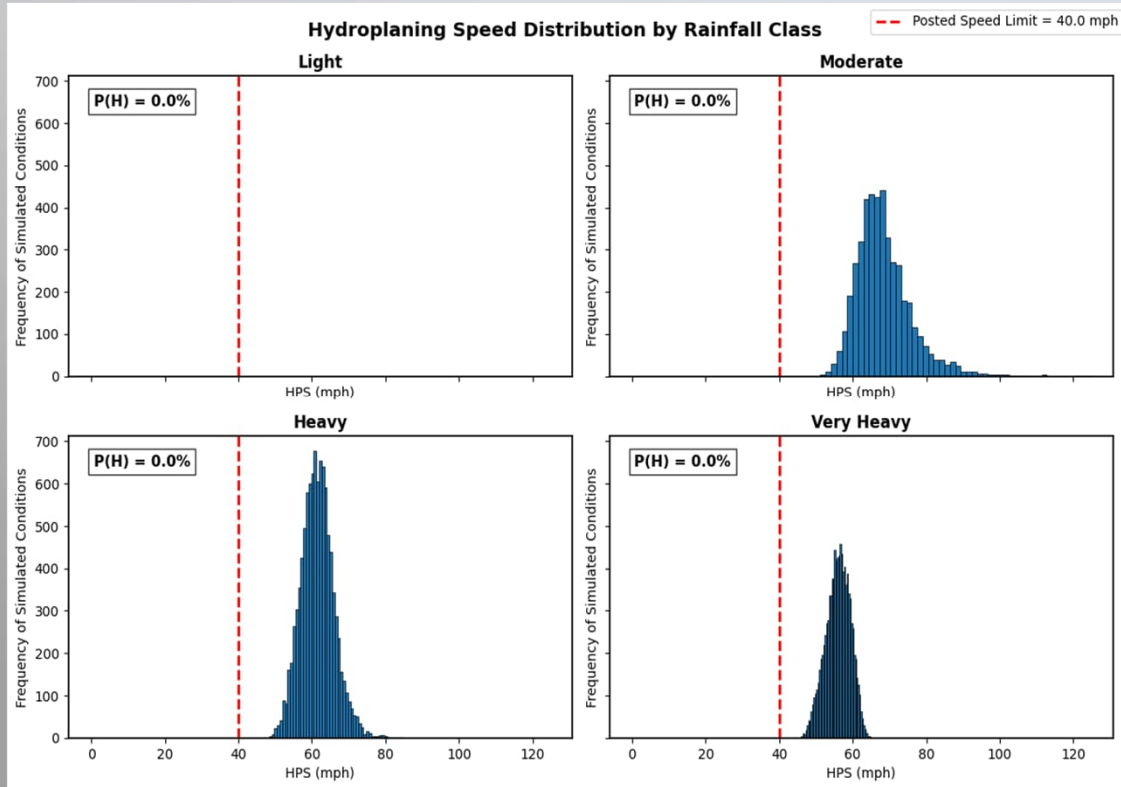 Hydroplaning Speed Distribution by Rainfall Class
Posted Speed Limit = 40.0 mph
Light
P(H) = 0.0%
Frequency of Simulated Conditions
700
600
500
400
300
200
100
0
HPS (mph)
Moderate
P(H) = 0.0%
Frequency of Simulated Conditions
HPS (mph)
Heavy
P(H) = 0.0%
Frequency of Simulated Conditions
700
600
500
400
300
200
100
0
0 20 40 60 80 100 120
HPS (mph)
Very Heavy
P(H) = 0.0%
Frequency of Simulated Conditions
0 20 40 60 80 100 120
HPS (mph)